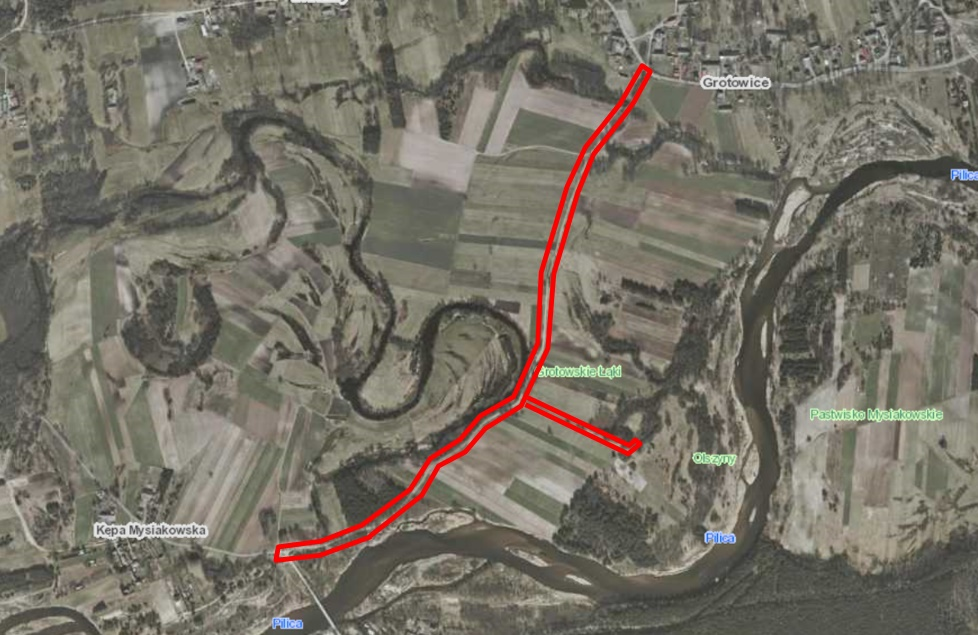 Grotowice
Pilica
Grotowskie Łąki
Pastwisko Mysiakowskie
Olszyny
Kępa Mysiakowska
Pilica
Pilica